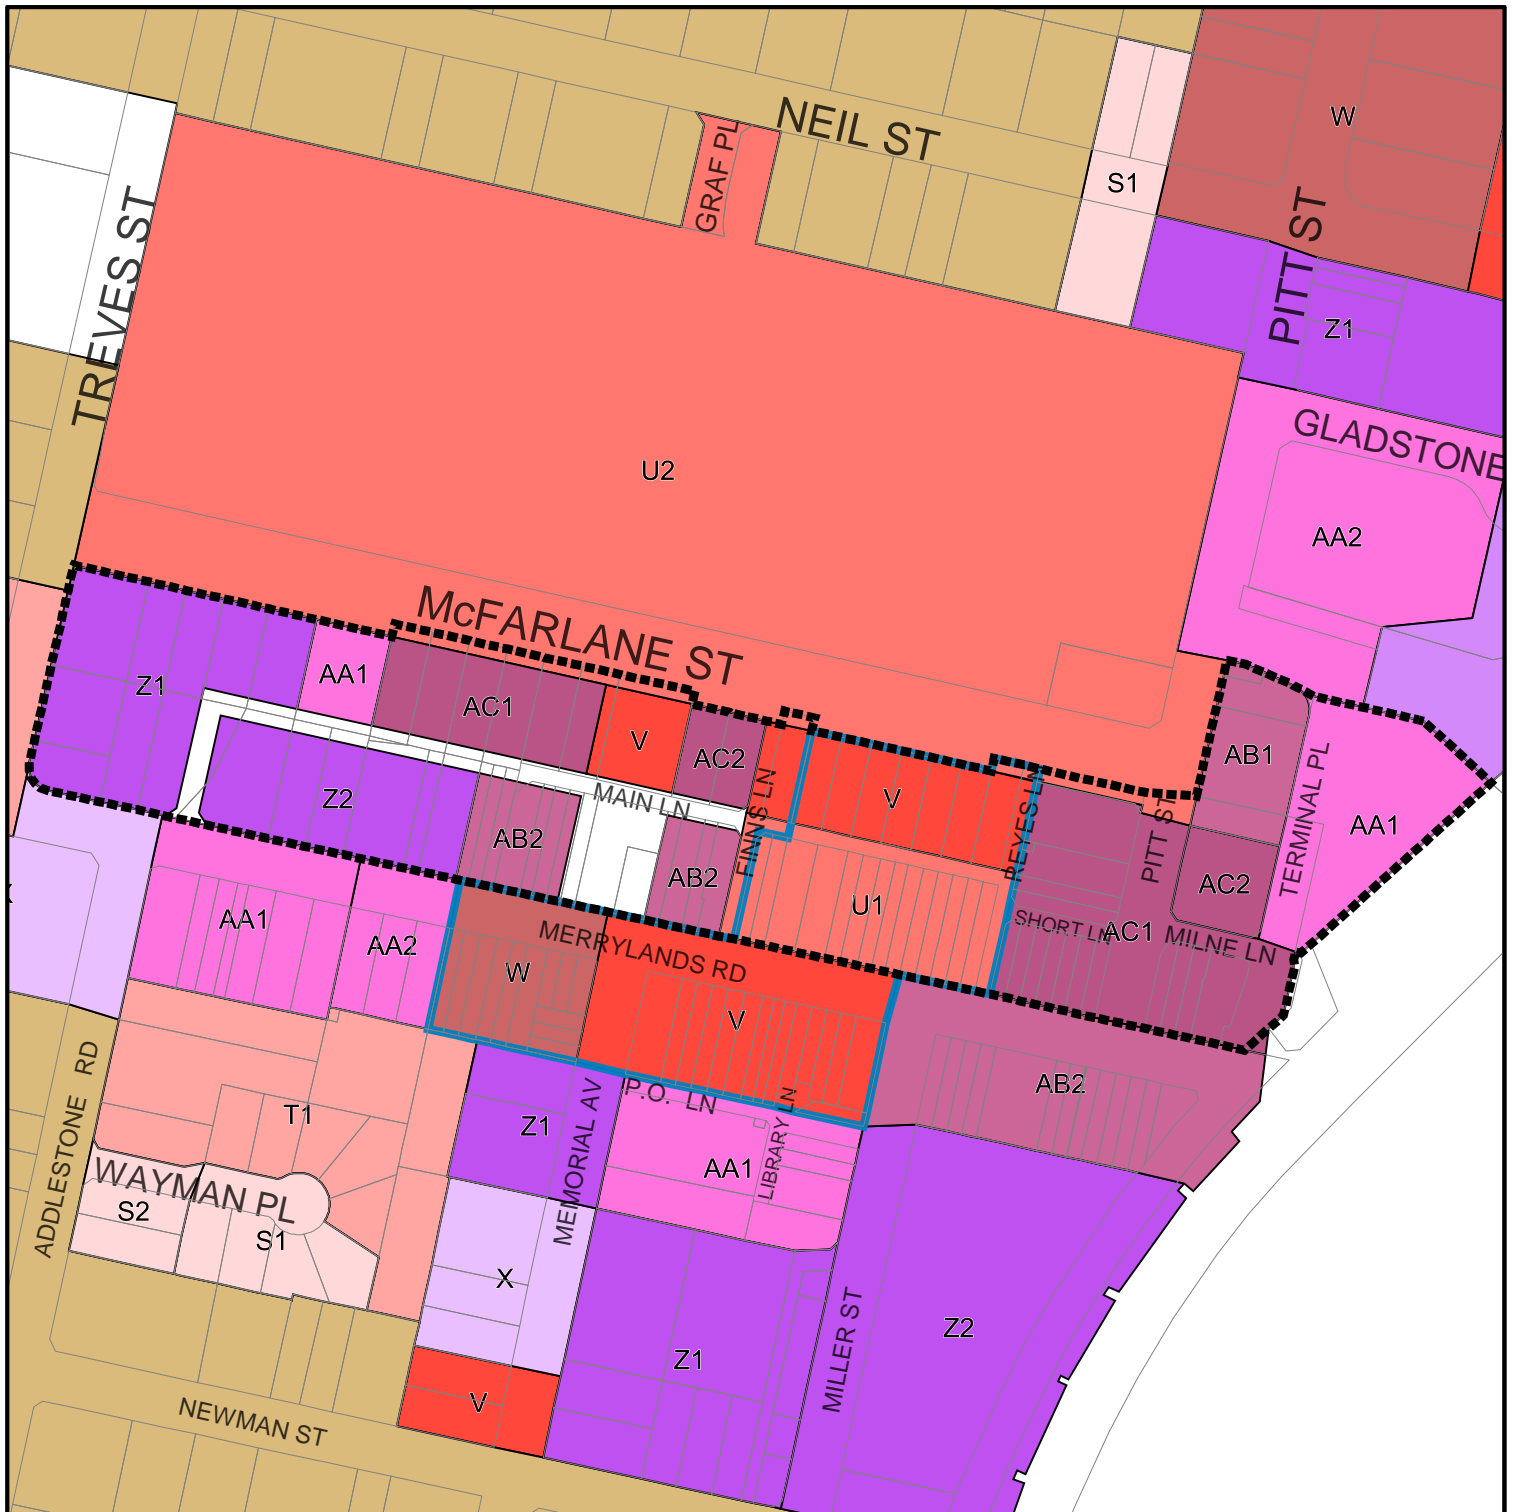 NEIL ST
GRAF PL
W
S1
PITT ST
Z1
TREVES ST
GLADSTONE
U2
AA2
McFARLANE ST
Z1
AA1
AC1
V
AC2
AB1
TERMINAL PL
AA1
Z2
MAIN LN
FINNS LN
V
REYES LN
PITT ST
AB2
AB2
U1
AC2
SHORT LN
AC1
MILNE LN
AA1
AA2
MERRYLANDS RD
W
V
AB2
ADDLESTONE RD
T1
Z1
MEMORIAL AV
P.O. LN
LIBRARY LN
AA1
WAYMAN PL
S2
S1
X
Z1
MILLER ST
Z2
V
NEWMAN ST